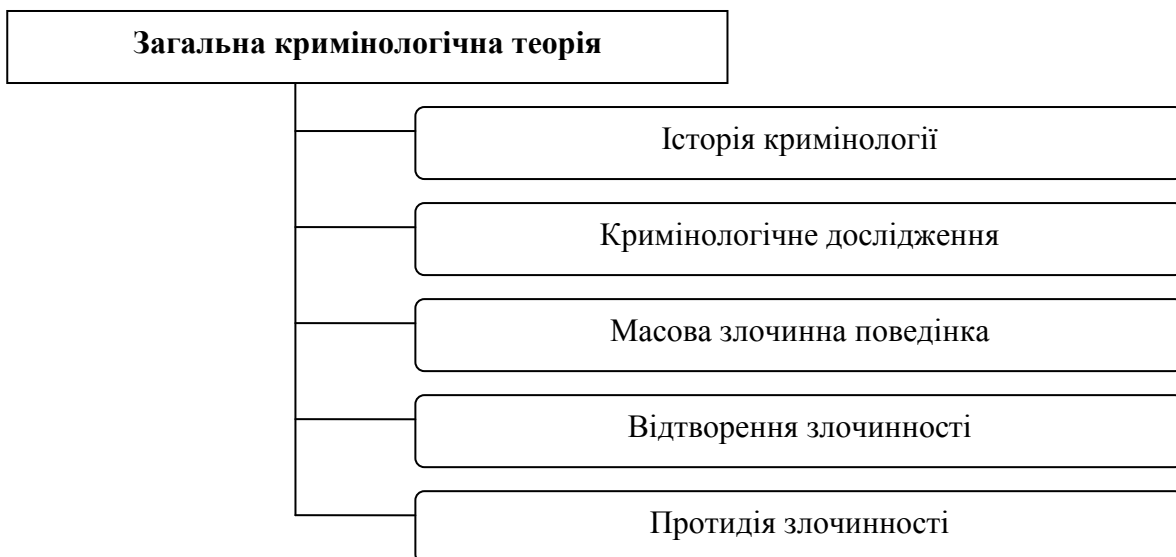 Загальна кримінологічна теорія
Історія кримінології
Кримінологічне дослідження
Масова злочинна поведінка
Відтворення злочинності
Протидія злочинності